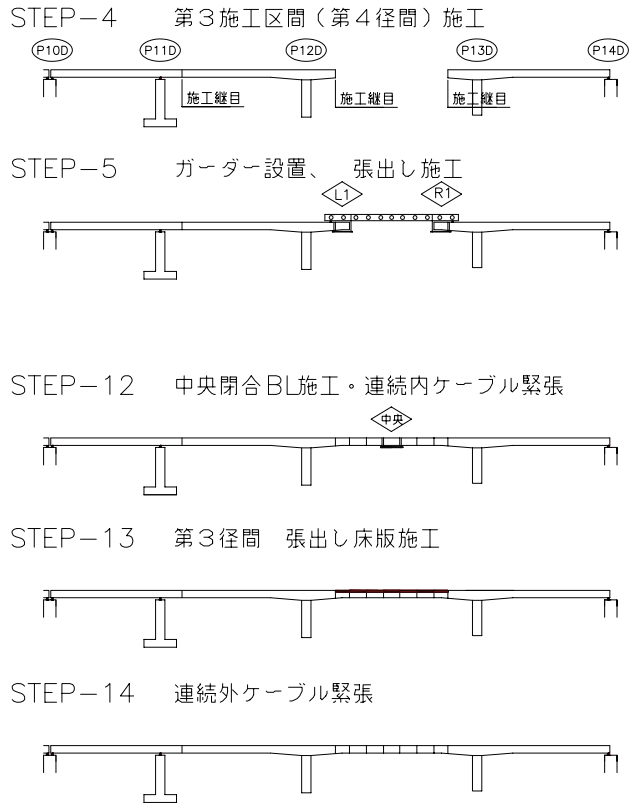 STEP-4 第3施工区間(第4径間)施工
P10D P11D P12D P13D P14D
施工継目 施工継目 施工継目
STEP-5 ガーダー設置、 張出し施工
L1 R1
STEP-12 中央閉合BL施工・連続内ケーブル緊張
中央
STEP-13 第3径間 張出し床版施工
STEP-14 連続外ケーブル緊張